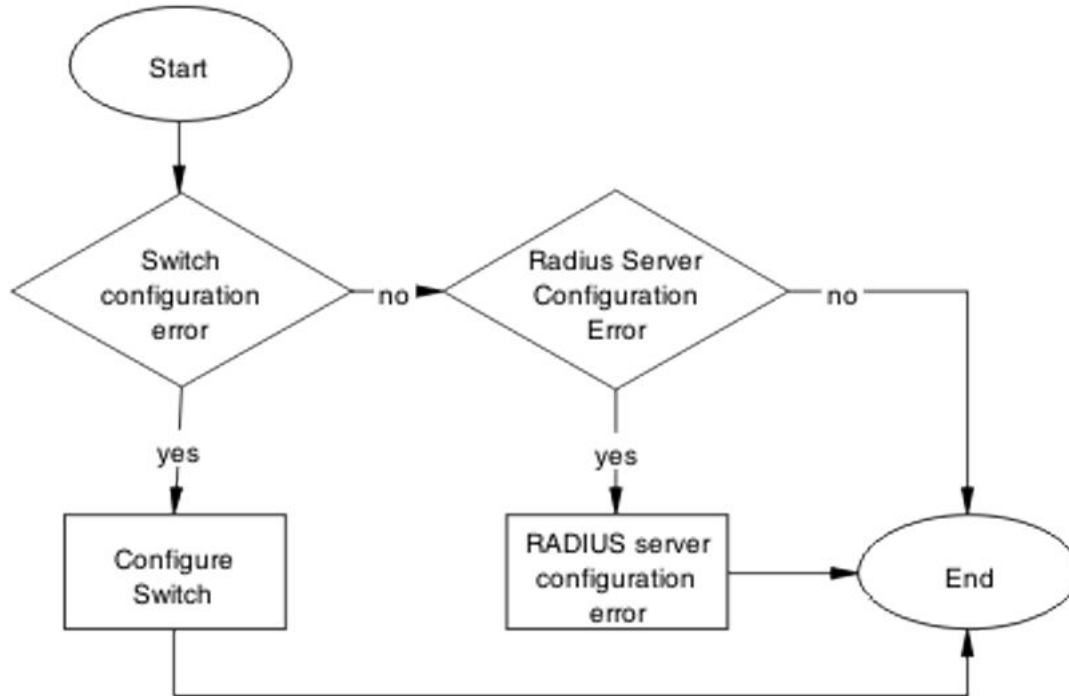 Start
Switch
configuration
error
no
Radius Server
Configuration
Error
no
yes
yes
Configure
Switch
RADIUS server
configuration
error
End